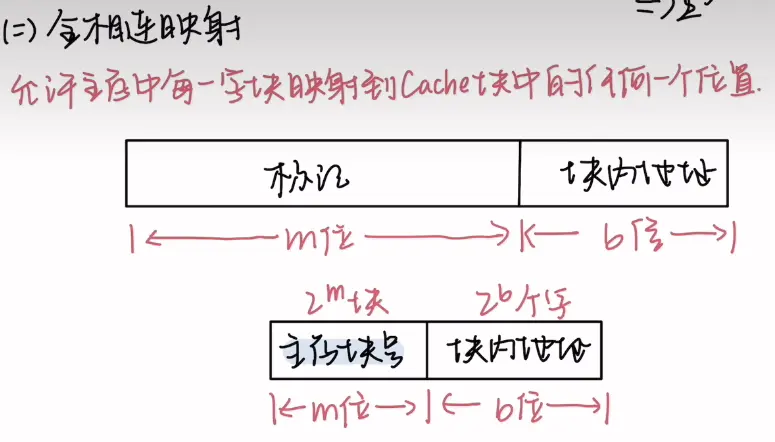 (二) 全相连映射
允许主存中每一字块映射到Cache块中的任何一个位置.
标记 块内地址
m位 b位
2^m块 2^b个字
主存块号 块内地址
m位 b位